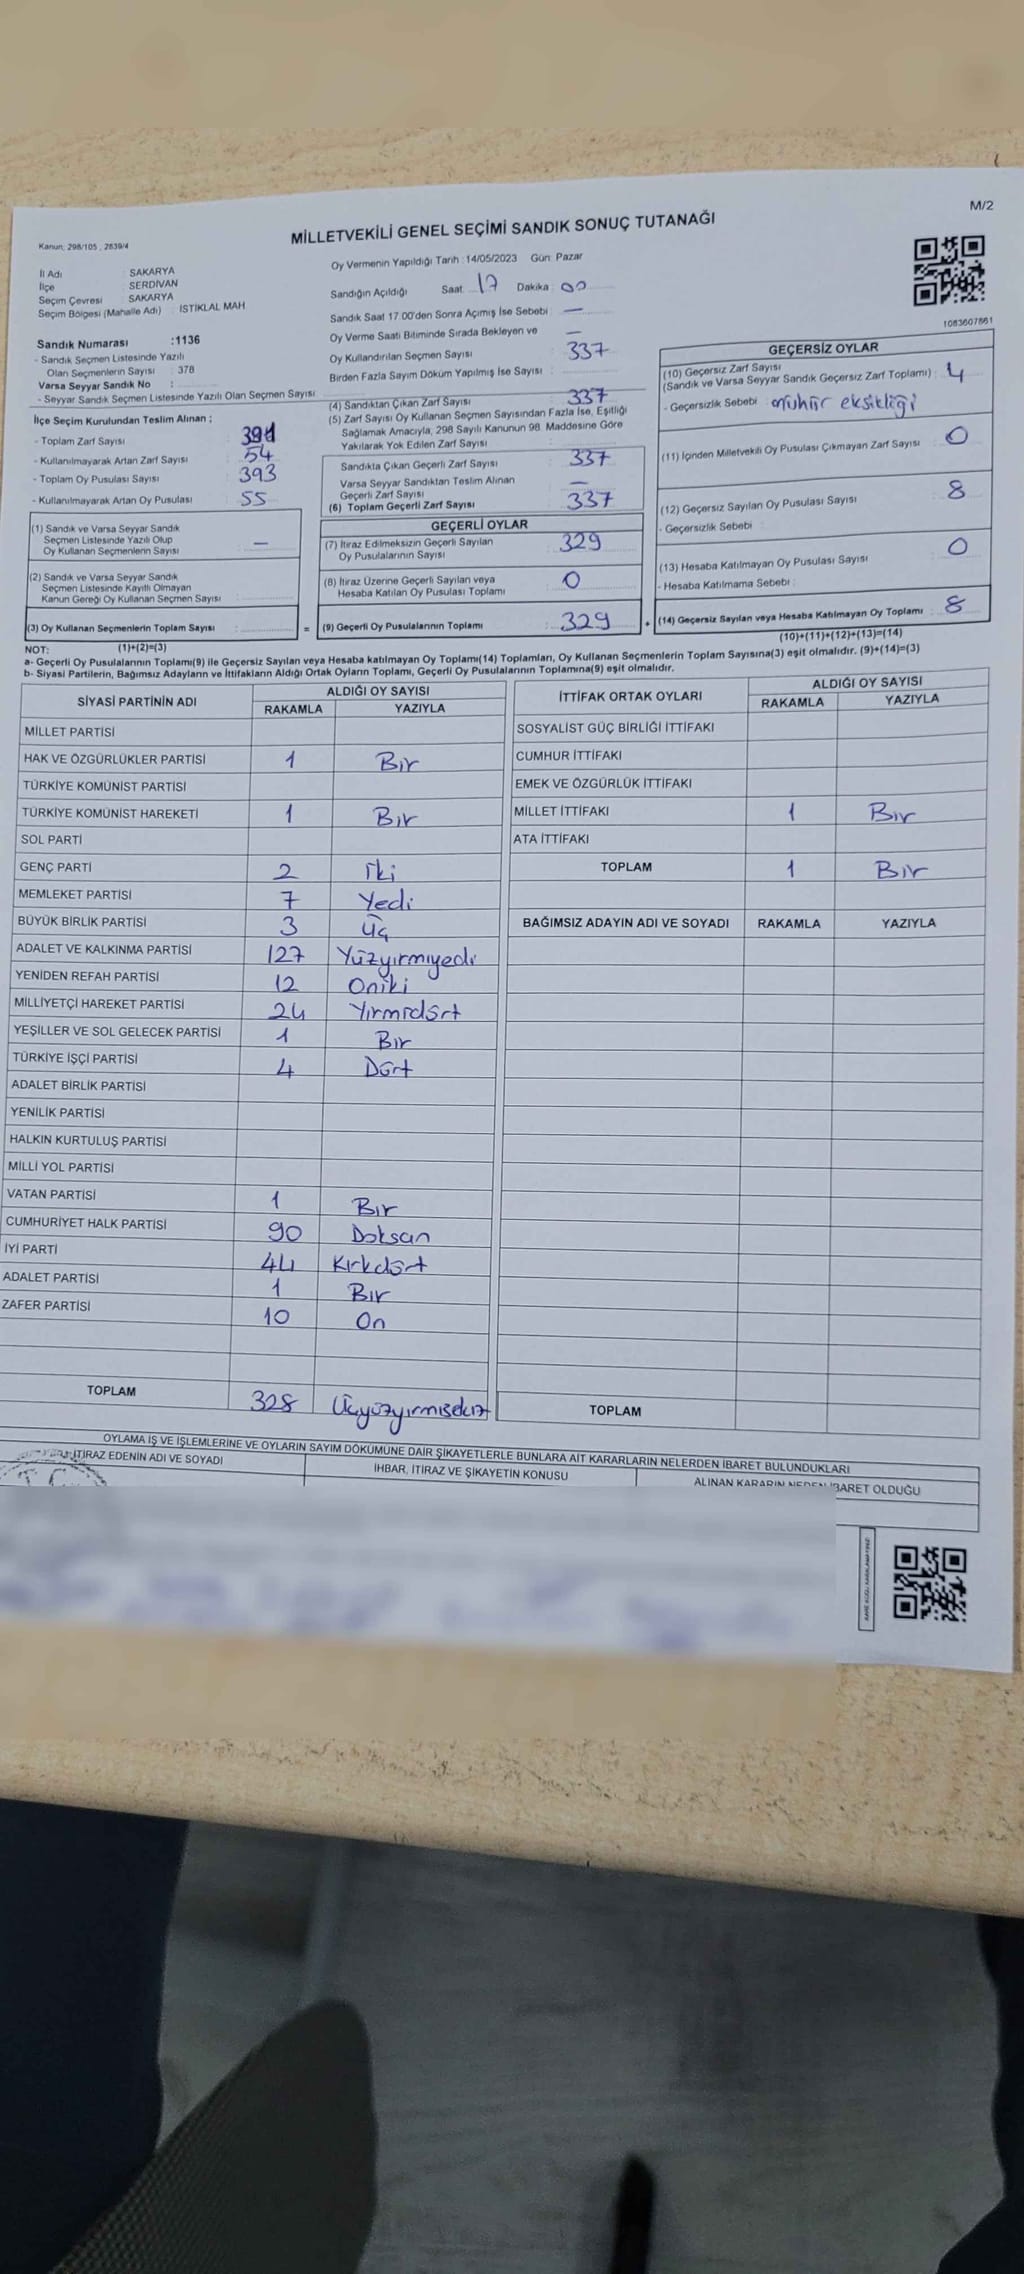 M/2
MİLLETVEKİLİ GENEL SEÇİMİ SANDIK SONUÇ TUTANAĞI
Kanun: 298/105 , 2839/4
İl Adı : SAKARYA
İlçe : SERDİVAN
Seçim Çevresi : SAKARYA
Seçim Bölgesi (Mahalle Adı) : İSTİKLAL MAH
Sandık Numarası :1136
- Sandık Seçmen Listesinde Yazılı
Olan Seçmenlerin Sayısı : 378
Varsa Seyyar Sandık No :
- Seyyar Sandık Seçmen Listesinde Yazılı Olan Seçmen Sayısı
İlçe Seçim Kurulundan Teslim Alınan ;
- Toplam Zarf Sayısı : 391
- Kullanılmayarak Artan Zarf Sayısı : 54
- Toplam Oy Pusulası Sayısı : 393
- Kullanılmayarak Artan Oy Pusulası : 55
(1) Sandık ve Varsa Seyyar Sandık
Seçmen Listesinde Yazılı Olup
Oy Kullanan Seçmenlerin Sayısı : —
(2) Sandık ve Varsa Seyyar Sandık
Seçmen Listesinde Kayıtlı Olmayan
Kanun Gereği Oy Kullanan Seçmen Sayısı :
(3) Oy Kullanan Seçmenlerin Toplam Sayısı :
Oy Vermenin Yapıldığı Tarih : 14/05/2023 Gün: Pazar
Sandığın Açıldığı Saat: 17 Dakika : 00
Sandık Saat 17.00'den Sonra Açımış İse Sebebi : —
Oy Verme Saati Bitiminde Sırada Bekleyen ve —
Oy Kullandırılan Seçmen Sayısı : 337
Birden Fazla Sayım Döküm Yapılmış İse Sayısı :
(4) Sandıktan Çıkan Zarf Sayısı : 337
(5) Zarf Sayısı Oy Kullanan Seçmen Sayısından Fazla İse, Eşitliği
Sağlamak Amacıyla, 298 Sayılı Kanunun 98. Maddesine Göre
Yakılarak Yok Edilen Zarf Sayısı :
Sandıkta Çıkan Geçerli Zarf Sayısı : 337
Varsa Seyyar Sandıktan Teslim Alınan
Geçerli Zarf Sayısı : —
(6) Toplam Geçerli Zarf Sayısı : 337
GEÇERLİ OYLAR
(7) İtiraz Edilmeksizin Geçerli Sayılan
Oy Pusulalarının Sayısı : 329
(8) İtiraz Üzerine Geçerli Sayılan veya
Hesaba Katılan Oy Pusulası Toplamı : 0
= (9) Geçerli Oy Pusulalarının Toplamı : 329 +
1083607861
GEÇERSİZ OYLAR
(10) Geçersiz Zarf Sayısı
(Sandık ve Varsa Seyyar Sandık Geçersiz Zarf Toplamı) : 4
- Geçersizlik Sebebi : mühür eksikliği
(11) İçinden Milletvekili Oy Pusulası Çıkmayan Zarf Sayısı : 0
(12) Geçersiz Sayılan Oy Pusulası Sayısı : 8
- Geçersizlik Sebebi :
(13) Hesaba Katılmayan Oy Pusulası Sayısı : 0
- Hesaba Katılmama Sebebi :
(14) Geçersiz Sayılan veya Hesaba Katılmayan Oy Toplamı : 8
(10)+(11)+(12)+(13)=(14)
NOT: (1)+(2)=(3)
a- Geçerli Oy Pusulalarının Toplamı(9) ile Geçersiz Sayılan veya Hesaba katılmayan Oy Toplamı(14) Toplamları, Oy Kullanan Seçmenlerin Toplam Sayısına(3) eşit olmalıdır. (9)+(14)=(3)
b- Siyasi Partilerin, Bağımsız Adayların ve İttifakların Aldığı Ortak Oyların Toplamı, Geçerli Oy Pusulalarının Toplamına(9) eşit olmalıdır.
SİYASİ PARTİNİN ADI ALDIĞI OY SAYISI
RAKAMLA YAZIYLA
MİLLET PARTİSİ
HAK VE ÖZGÜRLÜKLER PARTİSİ 1 Bir
TÜRKİYE KOMÜNİST PARTİSİ
TÜRKİYE KOMÜNİST HAREKETİ 1 Bir
SOL PARTİ
GENÇ PARTİ 2 İki
MEMLEKET PARTİSİ 7 Yedi
BÜYÜK BİRLİK PARTİSİ 3 Üç
ADALET VE KALKINMA PARTİSİ 127 Yüzyirmiyedi
YENİDEN REFAH PARTİSİ 12 Oniki
MİLLİYETÇİ HAREKET PARTİSİ 24 Yirmidört
YEŞİLLER VE SOL GELECEK PARTİSİ 1 Bir
TÜRKİYE İŞÇİ PARTİSİ 4 Dört
ADALET BİRLİK PARTİSİ
YENİLİK PARTİSİ
HALKIN KURTULUŞ PARTİSİ
MİLLİ YOL PARTİSİ
VATAN PARTİSİ 1 Bir
CUMHURİYET HALK PARTİSİ 90 Doksan
İYİ PARTİ 44 Kırkdört
ADALET PARTİSİ 1 Bir
ZAFER PARTİSİ 10 On
TOPLAM 328 Üçyüzyirmisekiz
İTTİFAK ORTAK OYLARI ALDIĞI OY SAYISI
RAKAMLA YAZIYLA
SOSYALİST GÜÇ BİRLİĞİ İTTİFAKI
CUMHUR İTTİFAKI
EMEK VE ÖZGÜRLÜK İTTİFAKI
MİLLET İTTİFAKI 1 Bir
ATA İTTİFAKI
TOPLAM 1 Bir
BAĞIMSIZ ADAYIN ADI VE SOYADI RAKAMLA YAZIYLA
TOPLAM
OYLAMA İŞ VE İŞLEMLERİNE VE OYLARIN SAYIM DÖKÜMÜNE DAİR ŞİKAYETLERLE BUNLARA AİT KARARLARIN NELERDEN İBARET BULUNDUKLARI
İTİRAZ EDENİN ADI VE SOYADI
İHBAR, İTİRAZ VE ŞİKAYETİN KONUSU
ALINAN KARARIN NEDEN İBARET OLDUĞU